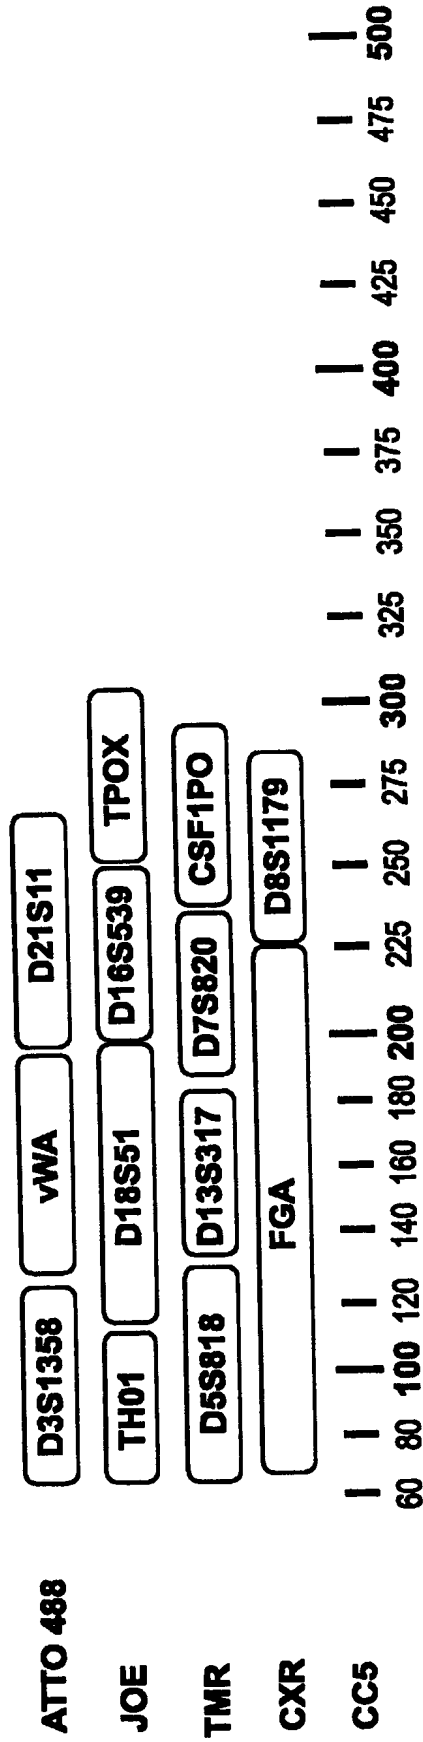 ATTO 488 D3S1358 vWA D21S11
JOE TH01 D18S51 D16S539 TPOX
TMR D5S818 D13S317 D7S820 CSF1PO
CXR FGA D8S1179
CC5
60 80 100 120 140 160 180 200 225 250 275 300 325 350 375 400 425 450 475 500